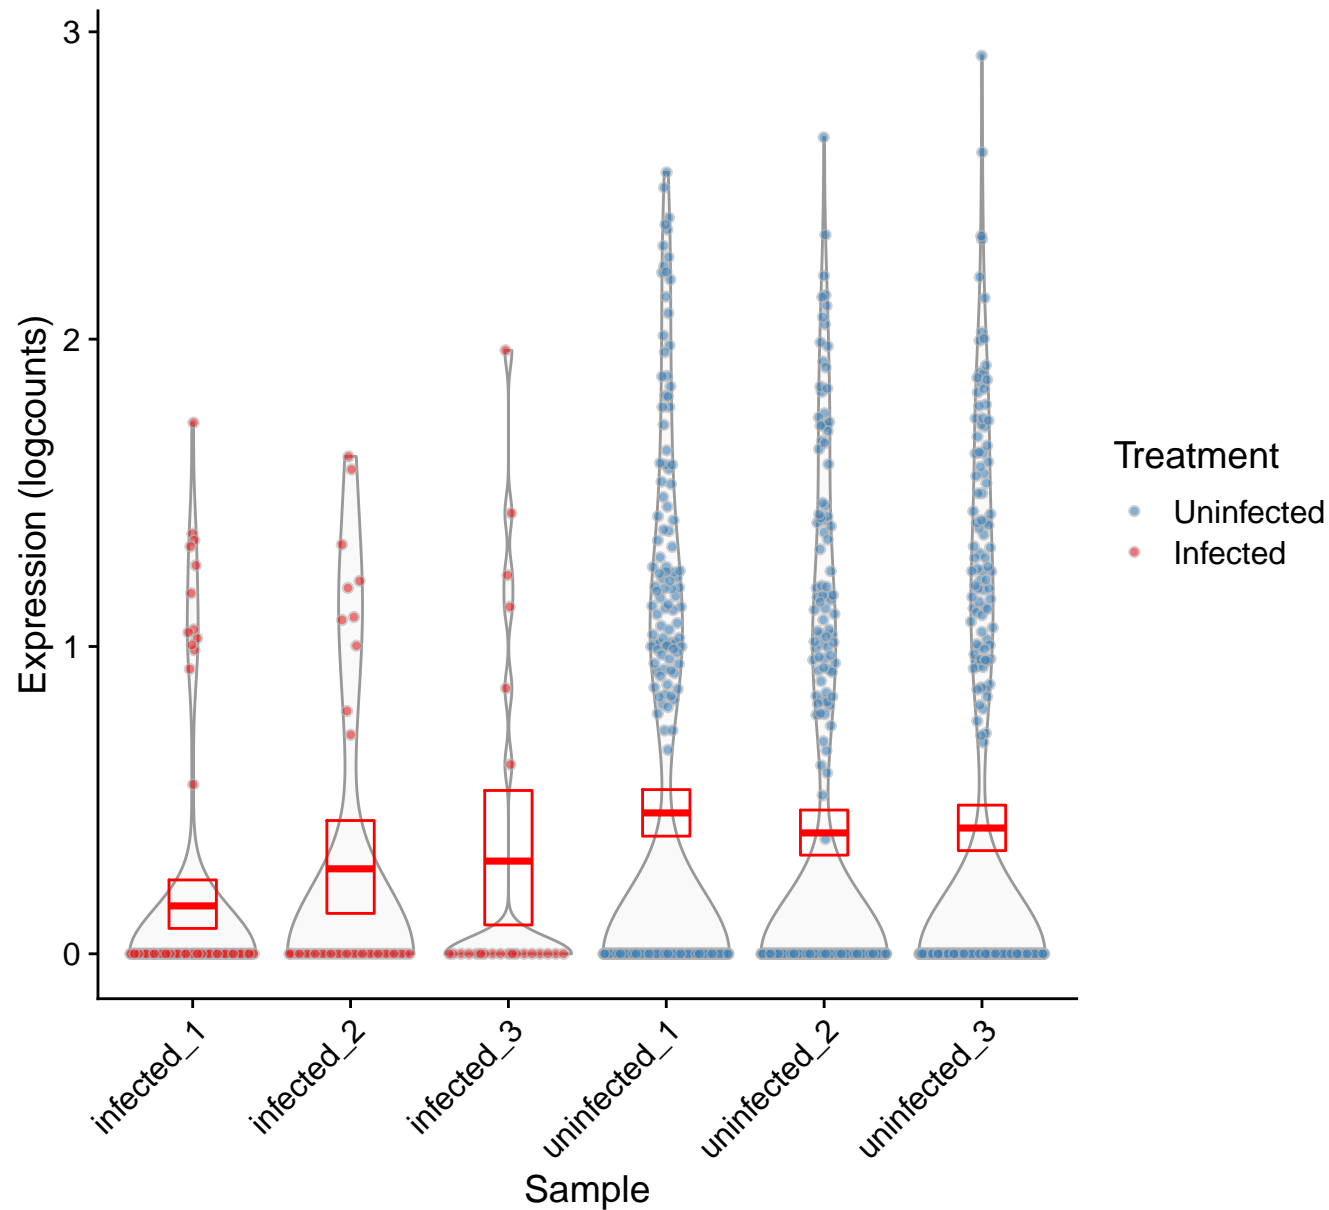 3
2
1
0
Expression (logcounts)
infected_1
infected_2
infected_3
uninfected_1
uninfected_2
uninfected_3
Sample
Treatment
Uninfected
Infected